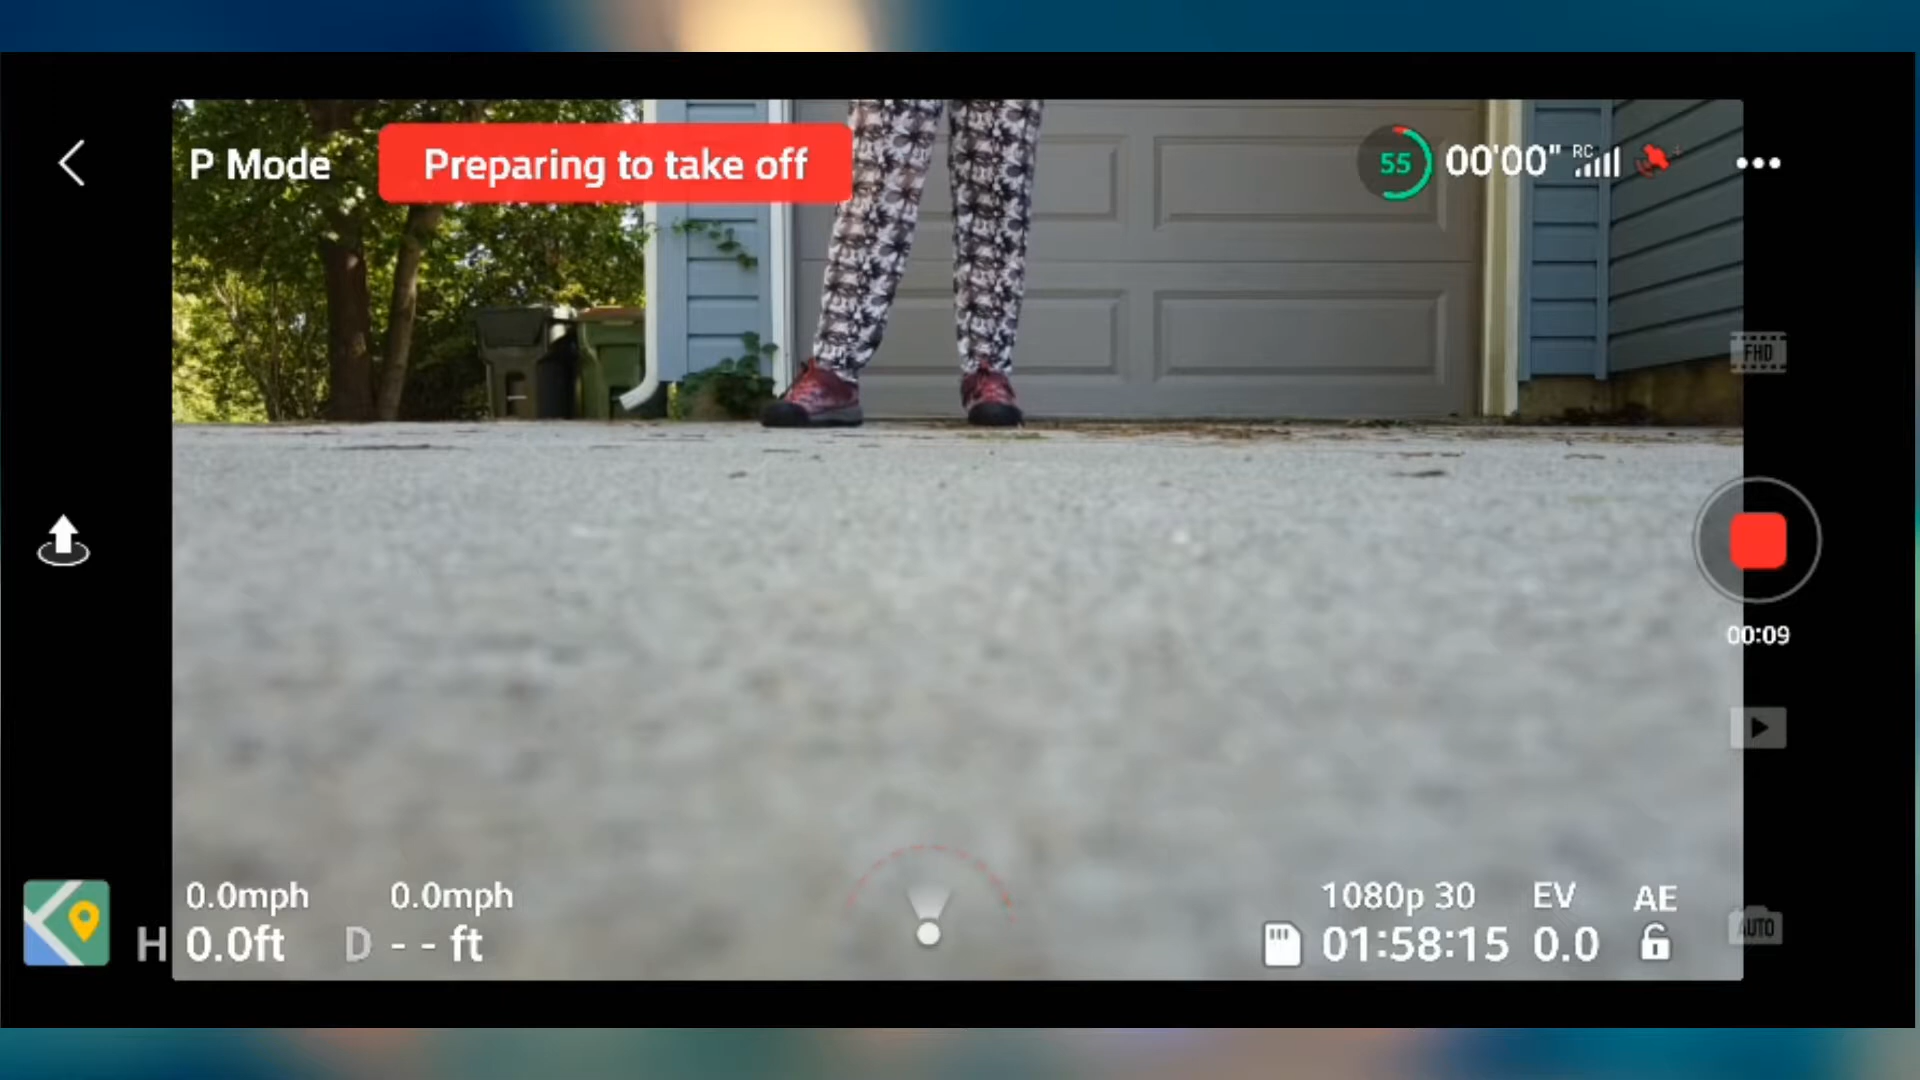 P Mode
Preparing to take off
55
00'00"
RC
FHD
00:09
0.0mph
0.0mph
H 0.0ft
D - - ft
1080p 30
EV
AE
01:58:15
0.0
AUTO